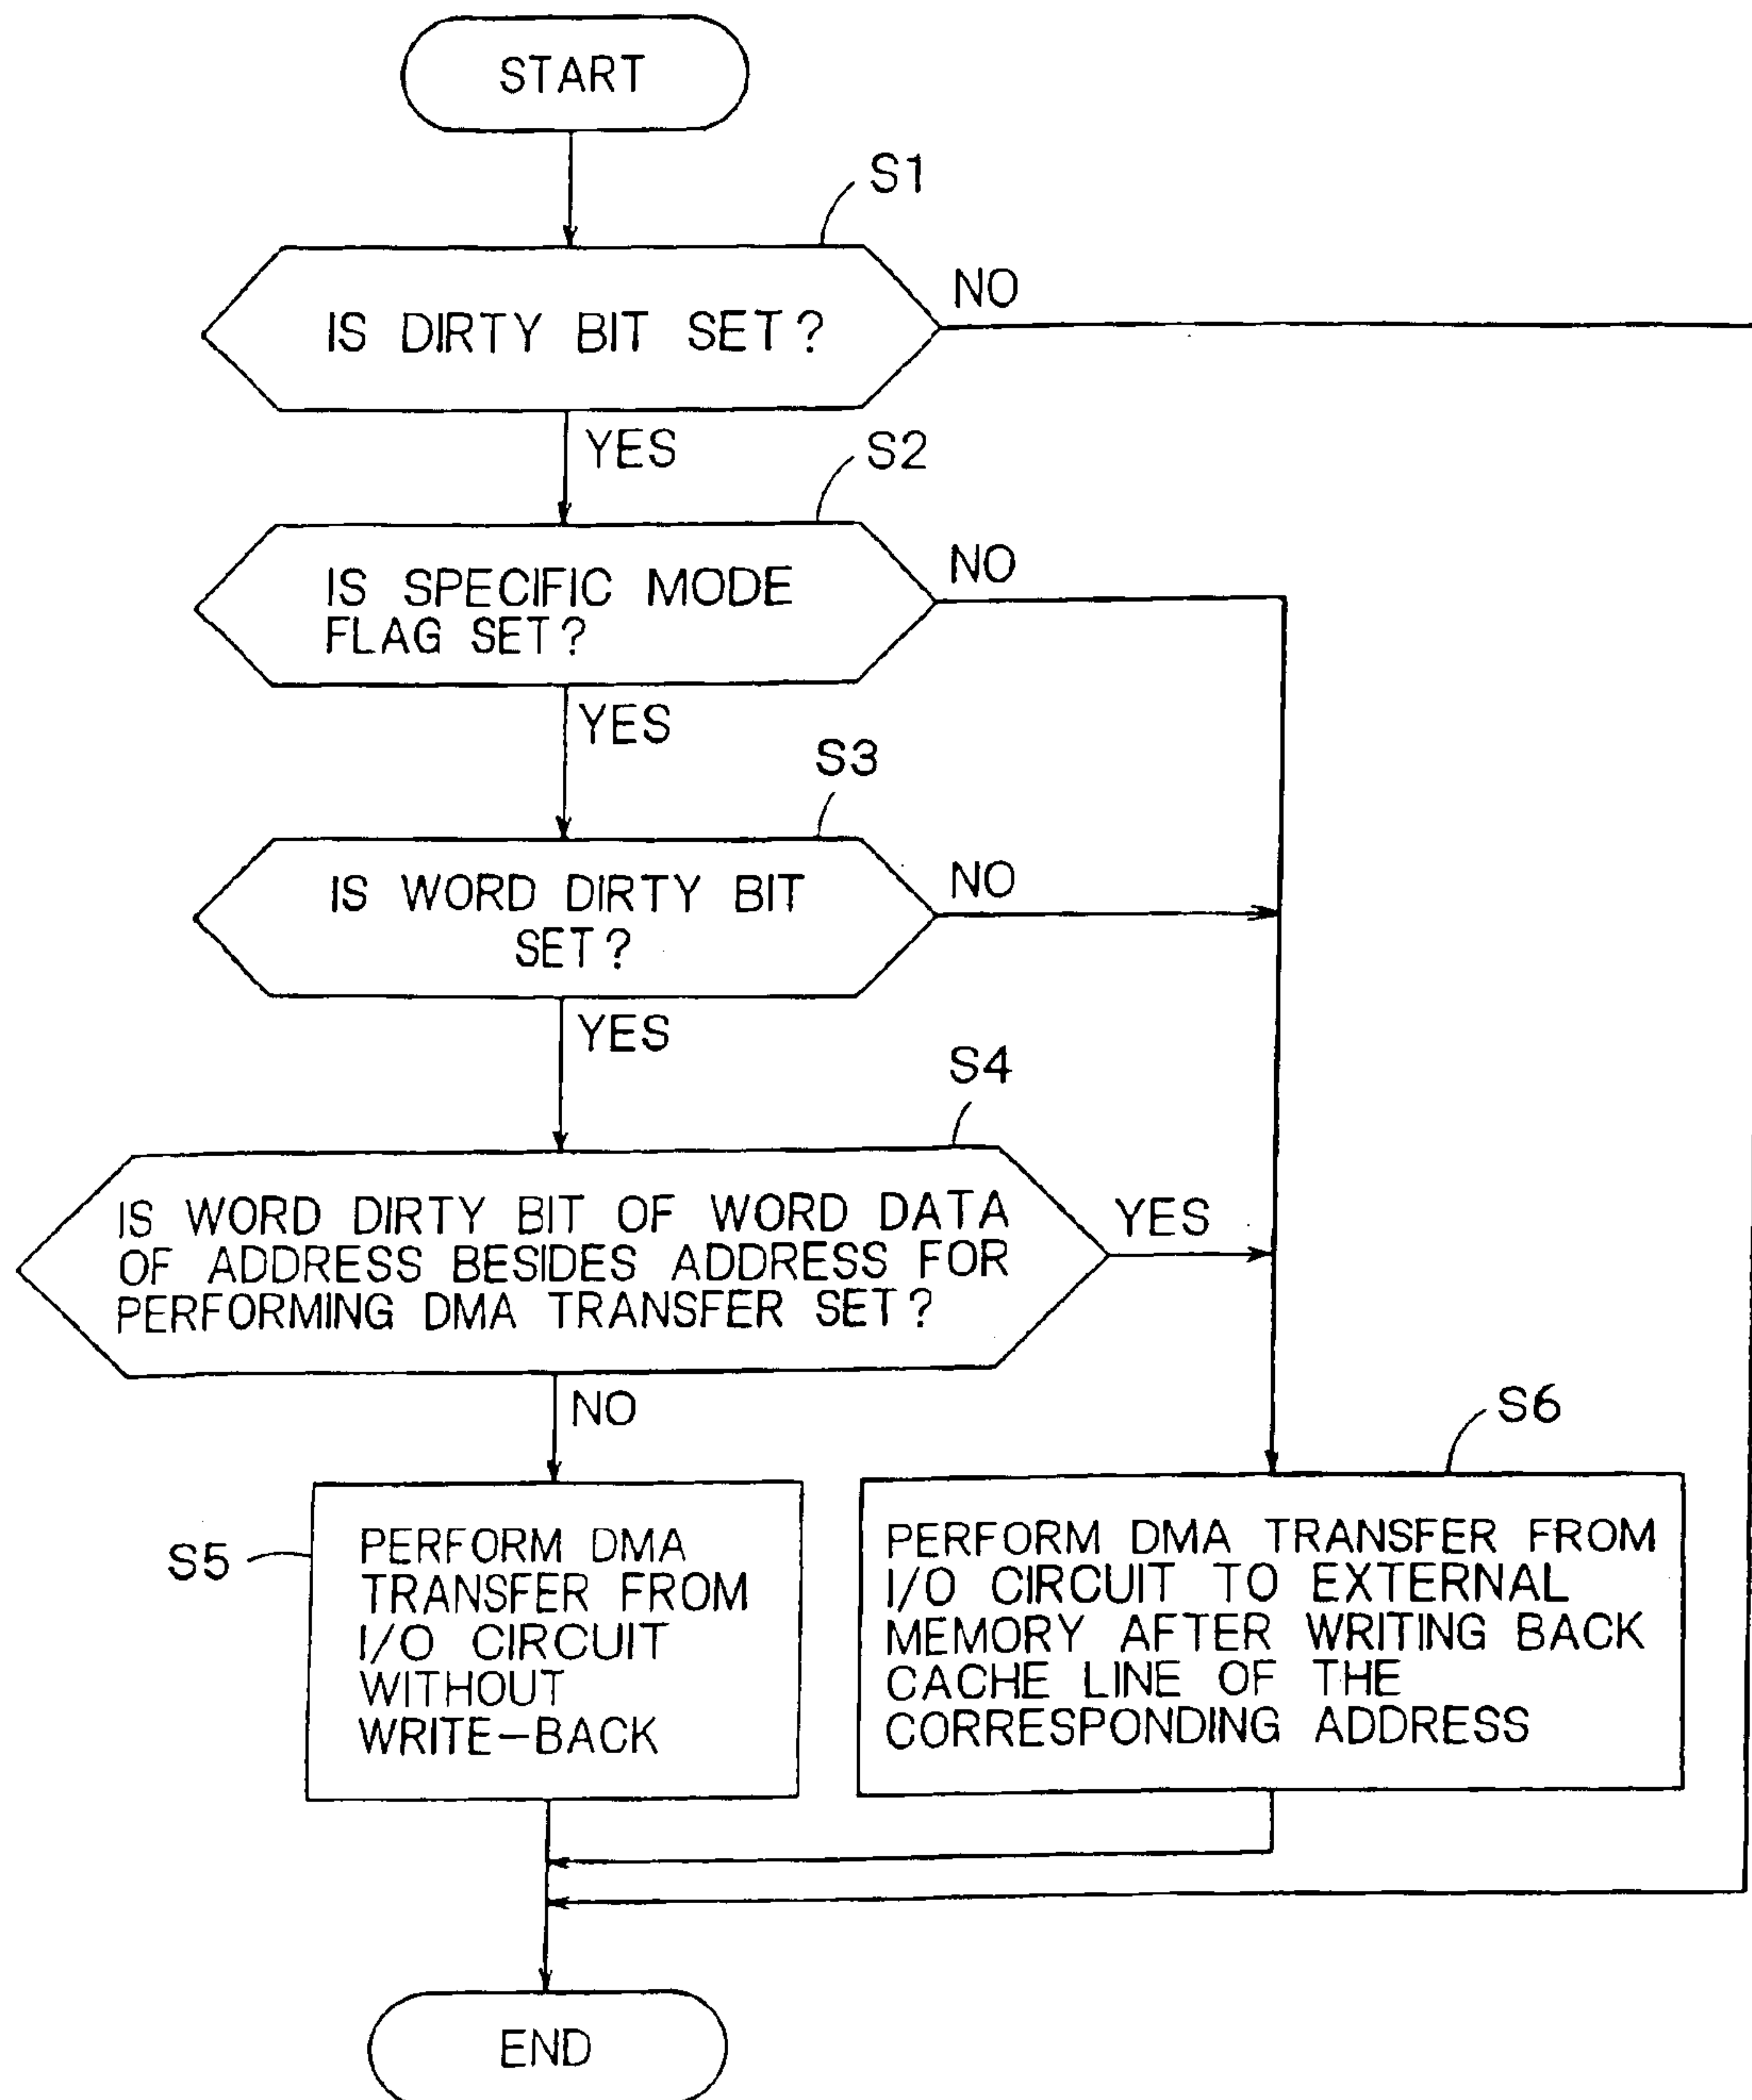 START
S1
IS DIRTY BIT SET?
NO
YES
S2
IS SPECIFIC MODE
FLAG SET?
NO
YES
S3
IS WORD DIRTY BIT
SET?
NO
YES
S4
IS WORD DIRTY BIT OF WORD DATA
OF ADDRESS BESIDES ADDRESS FOR
PERFORMING DMA TRANSFER SET?
YES
NO
S5
PERFORM DMA
TRANSFER FROM
I/O CIRCUIT
WITHOUT
WRITE-BACK
S6
PERFORM DMA TRANSFER FROM
I/O CIRCUIT TO EXTERNAL
MEMORY AFTER WRITING BACK
CACHE LINE OF THE
CORRESPONDING ADDRESS
END